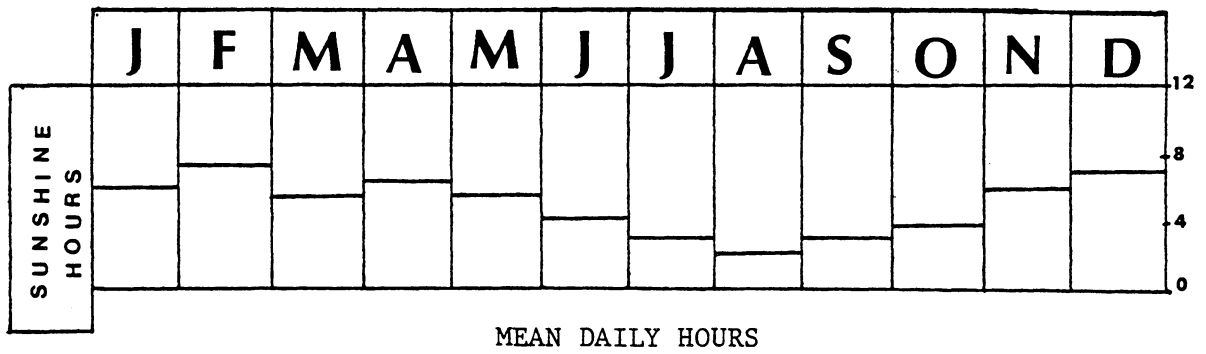 J F M A M J J A S O N D
12
8
4
0
SUNSHINE
HOURS
MEAN DAILY HOURS